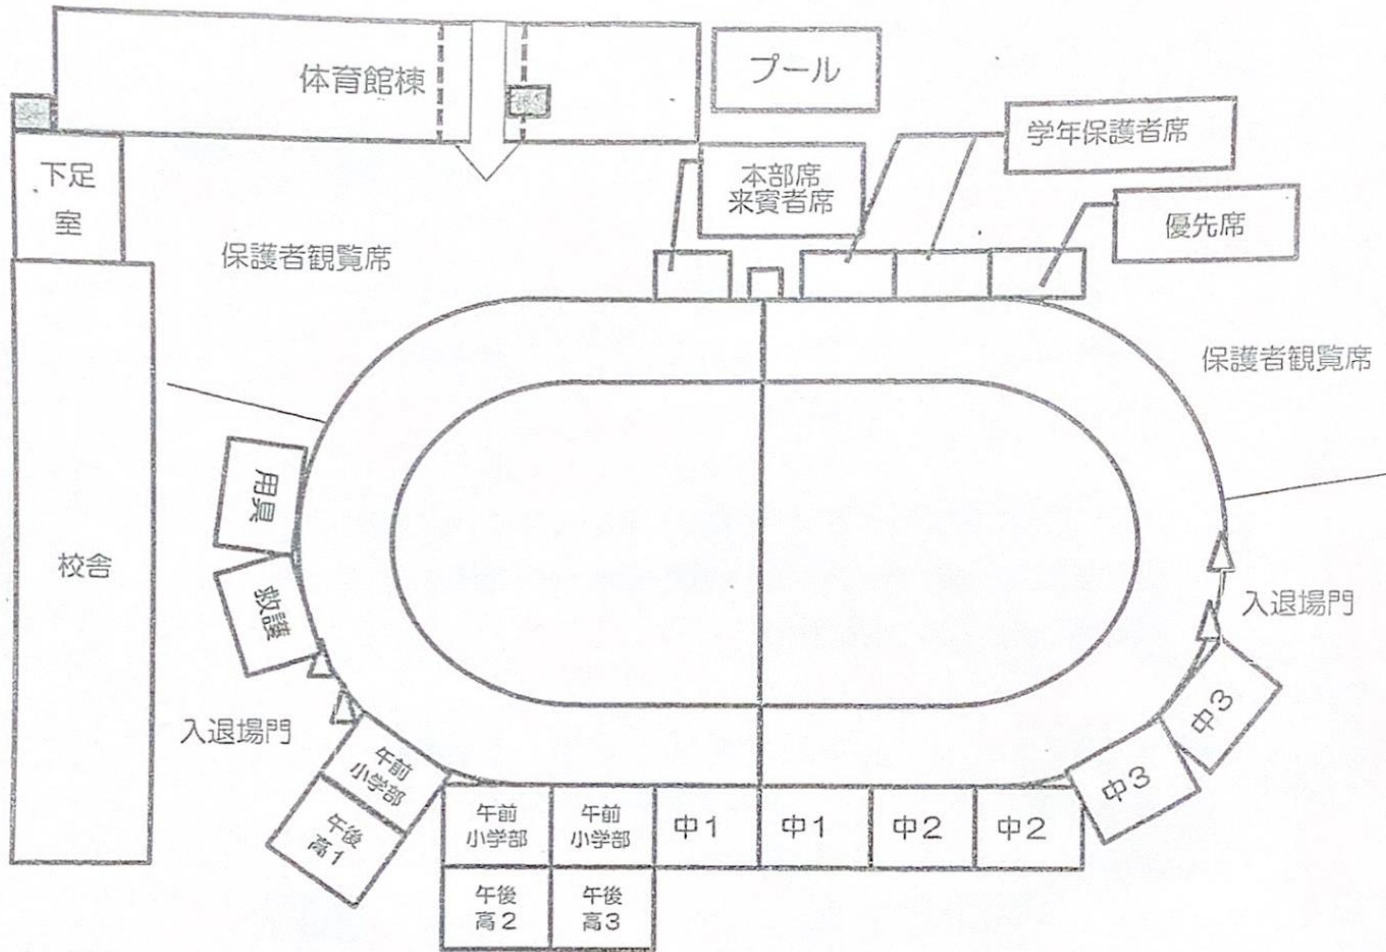 体育館棟
プール
学年保護者席
下足
室
本部席
来賓者席
優先席
保護者観覧席
保護者観覧席
用具
校舎
救護
入退場門
入退場門
中3
中3
午前
小学部
午後
高1
午前
小学部
午前
小学部
中1
中1
中2
中2
午後
高2
午後
高3